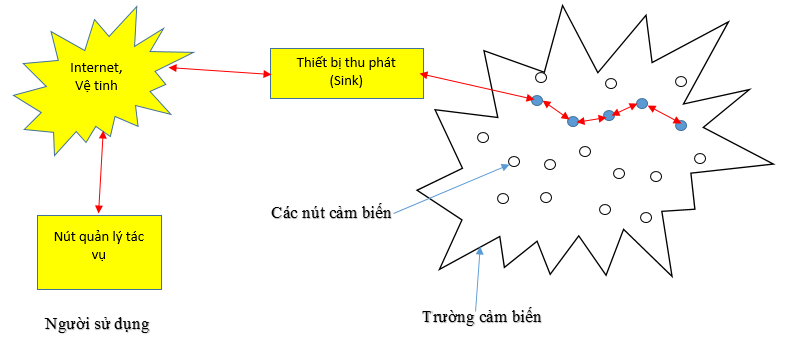 Internet,
Vệ tinh
Thiết bị thu phát
(Sink)
Các nút cảm biến
Nút quản lý tác
vụ
Trường cảm biến
Người sử dụng